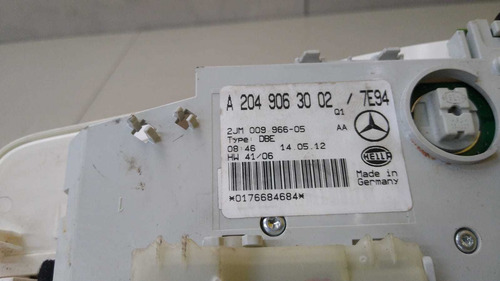 A 204 906 30 02 / 7E94
Q1
2JM 009 966-05 AA
Type: DBE
08:46 14.05.12
HW 41/06
HELLA
Made in
Germany
*0176684684*